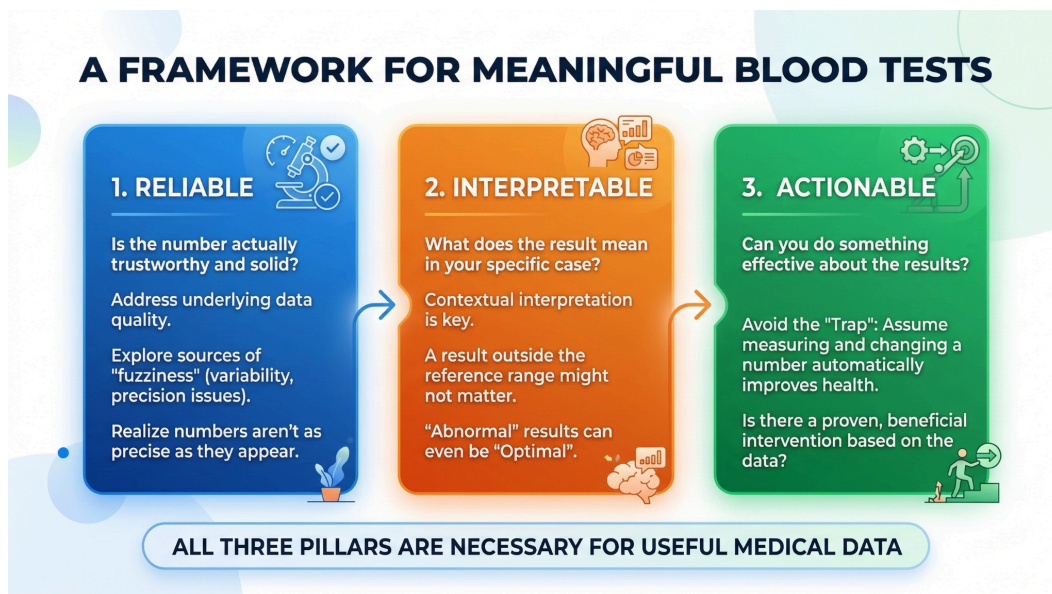 A FRAMEWORK FOR MEANINGFUL BLOOD TESTS
1. RELIABLE
Is the number actually
trustworthy and solid?
Address underlying data
quality.
Explore sources of
"fuzziness" (variability,
precision issues).
Realize numbers aren't as
precise as they appear.
2. INTERPRETABLE
What does the result mean
in your specific case?
Contextual interpretation
is key.
A result outside the
reference range might
not matter.
“Abnormal” results can
even be “Optimal”.
3. ACTIONABLE
Can you do something
effective about the results?
Avoid the "Trap": Assume
measuring and changing a
number automatically
improves health.
Is there a proven, beneficial
intervention based on the
data?
ALL THREE PILLARS ARE NECESSARY FOR USEFUL MEDICAL DATA